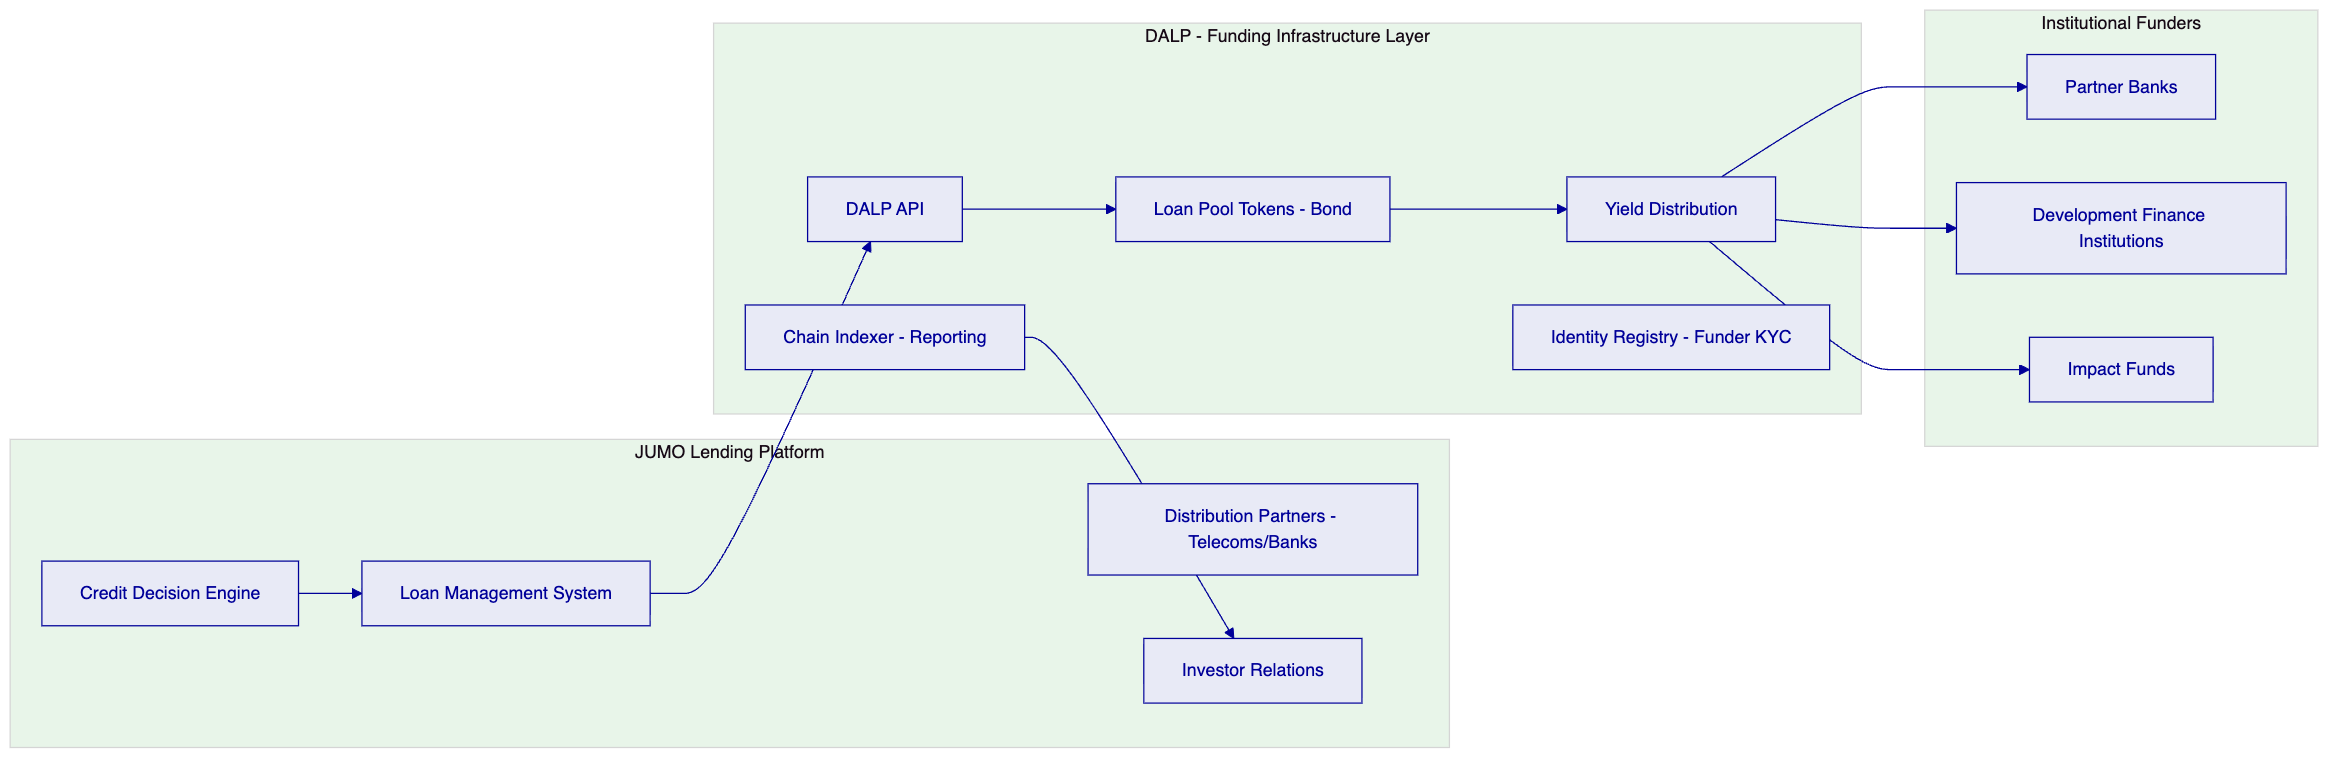 DALP - Funding Infrastructure Layer
DALP API
Loan Pool Tokens - Bond
Yield Distribution
Chain Indexer - Reporting
Identity Registry - Funder KYC
Institutional Funders
Partner Banks
Development Finance
Institutions
Impact Funds
JUMO Lending Platform
Credit Decision Engine
Loan Management System
Distribution Partners -
Telecoms/Banks
Investor Relations